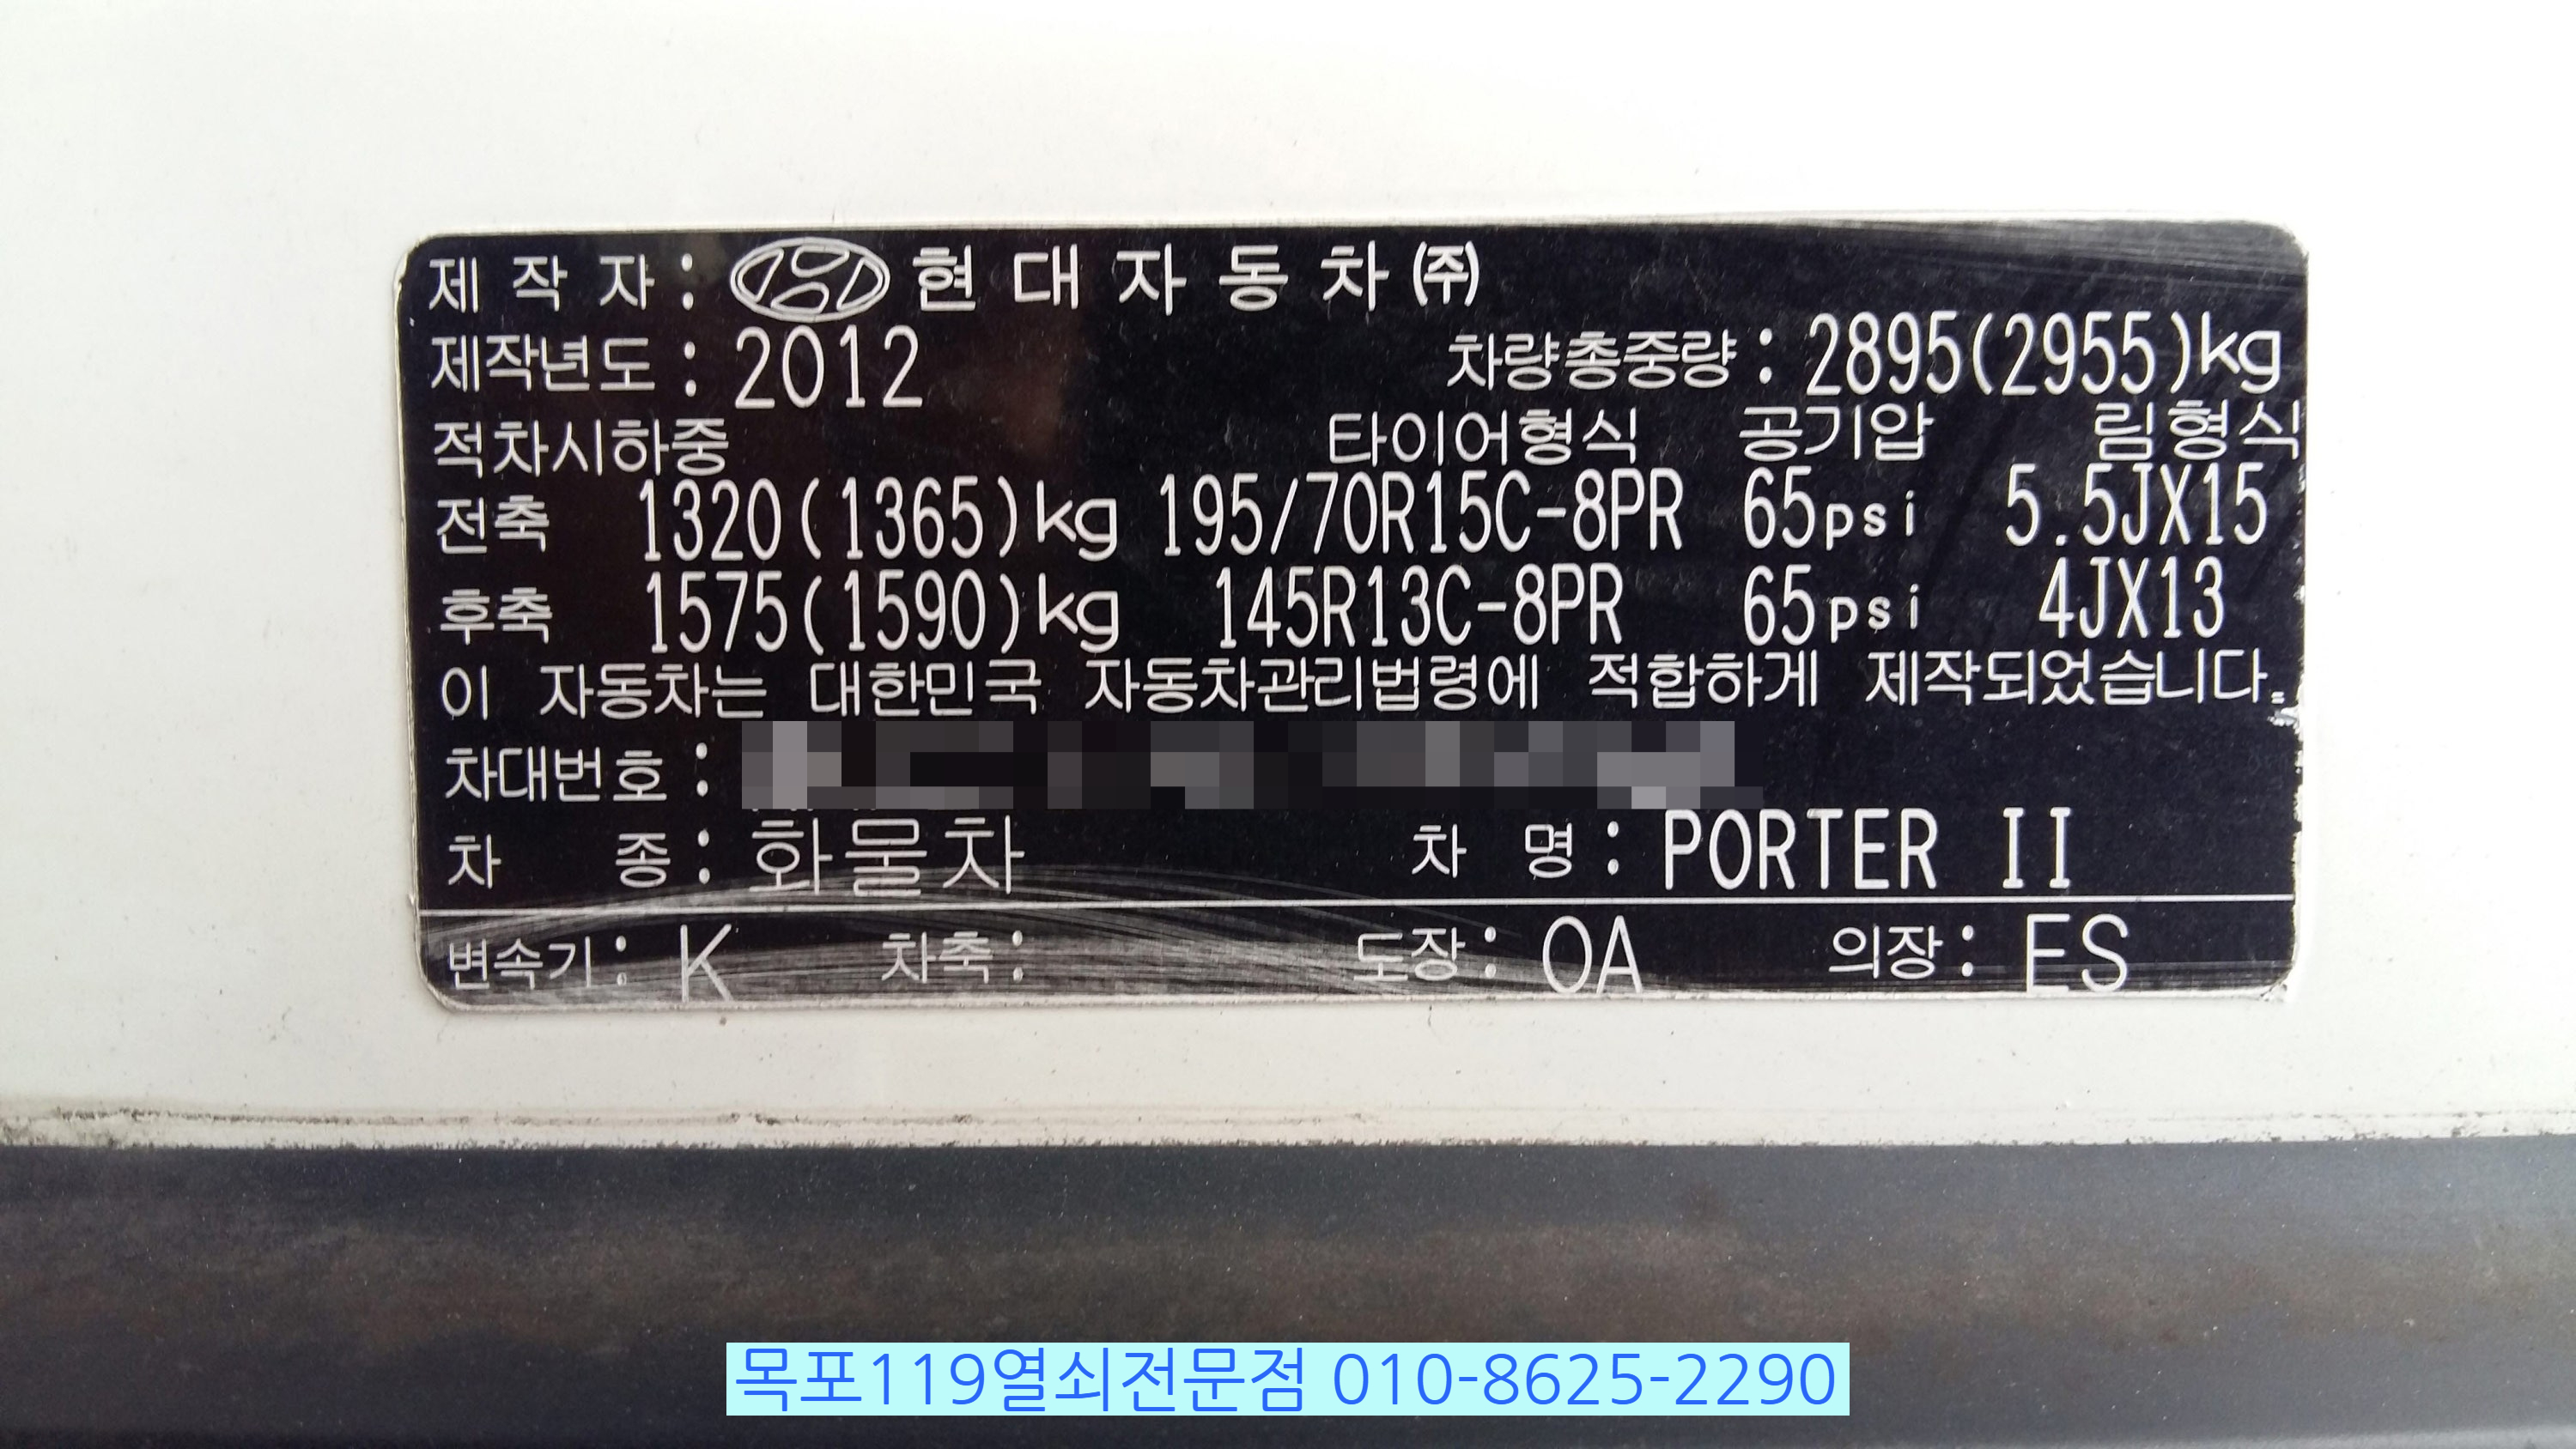 제 작 자 : 현 대 자 동 차 ㈜
제작년도 : 2012 차량총중량 : 2895(2955)kg
적차시하중 타이어형식 공기압 림형식
전축 1320(1365)kg 195/70R15C-8PR 65psi 5.5JX15
후축 1575(1590)kg 145R13C-8PR 65psi 4JX13
이 자동차는 대한민국 자동차관리법령에 적합하게 제작되었습니다.
차대번호 :
차 종 : 화물차 차 명 : PORTER II
변속기 : K 차축 : 도장 : OA 의장 : ES
목포119열쇠전문점 010-8625-2290